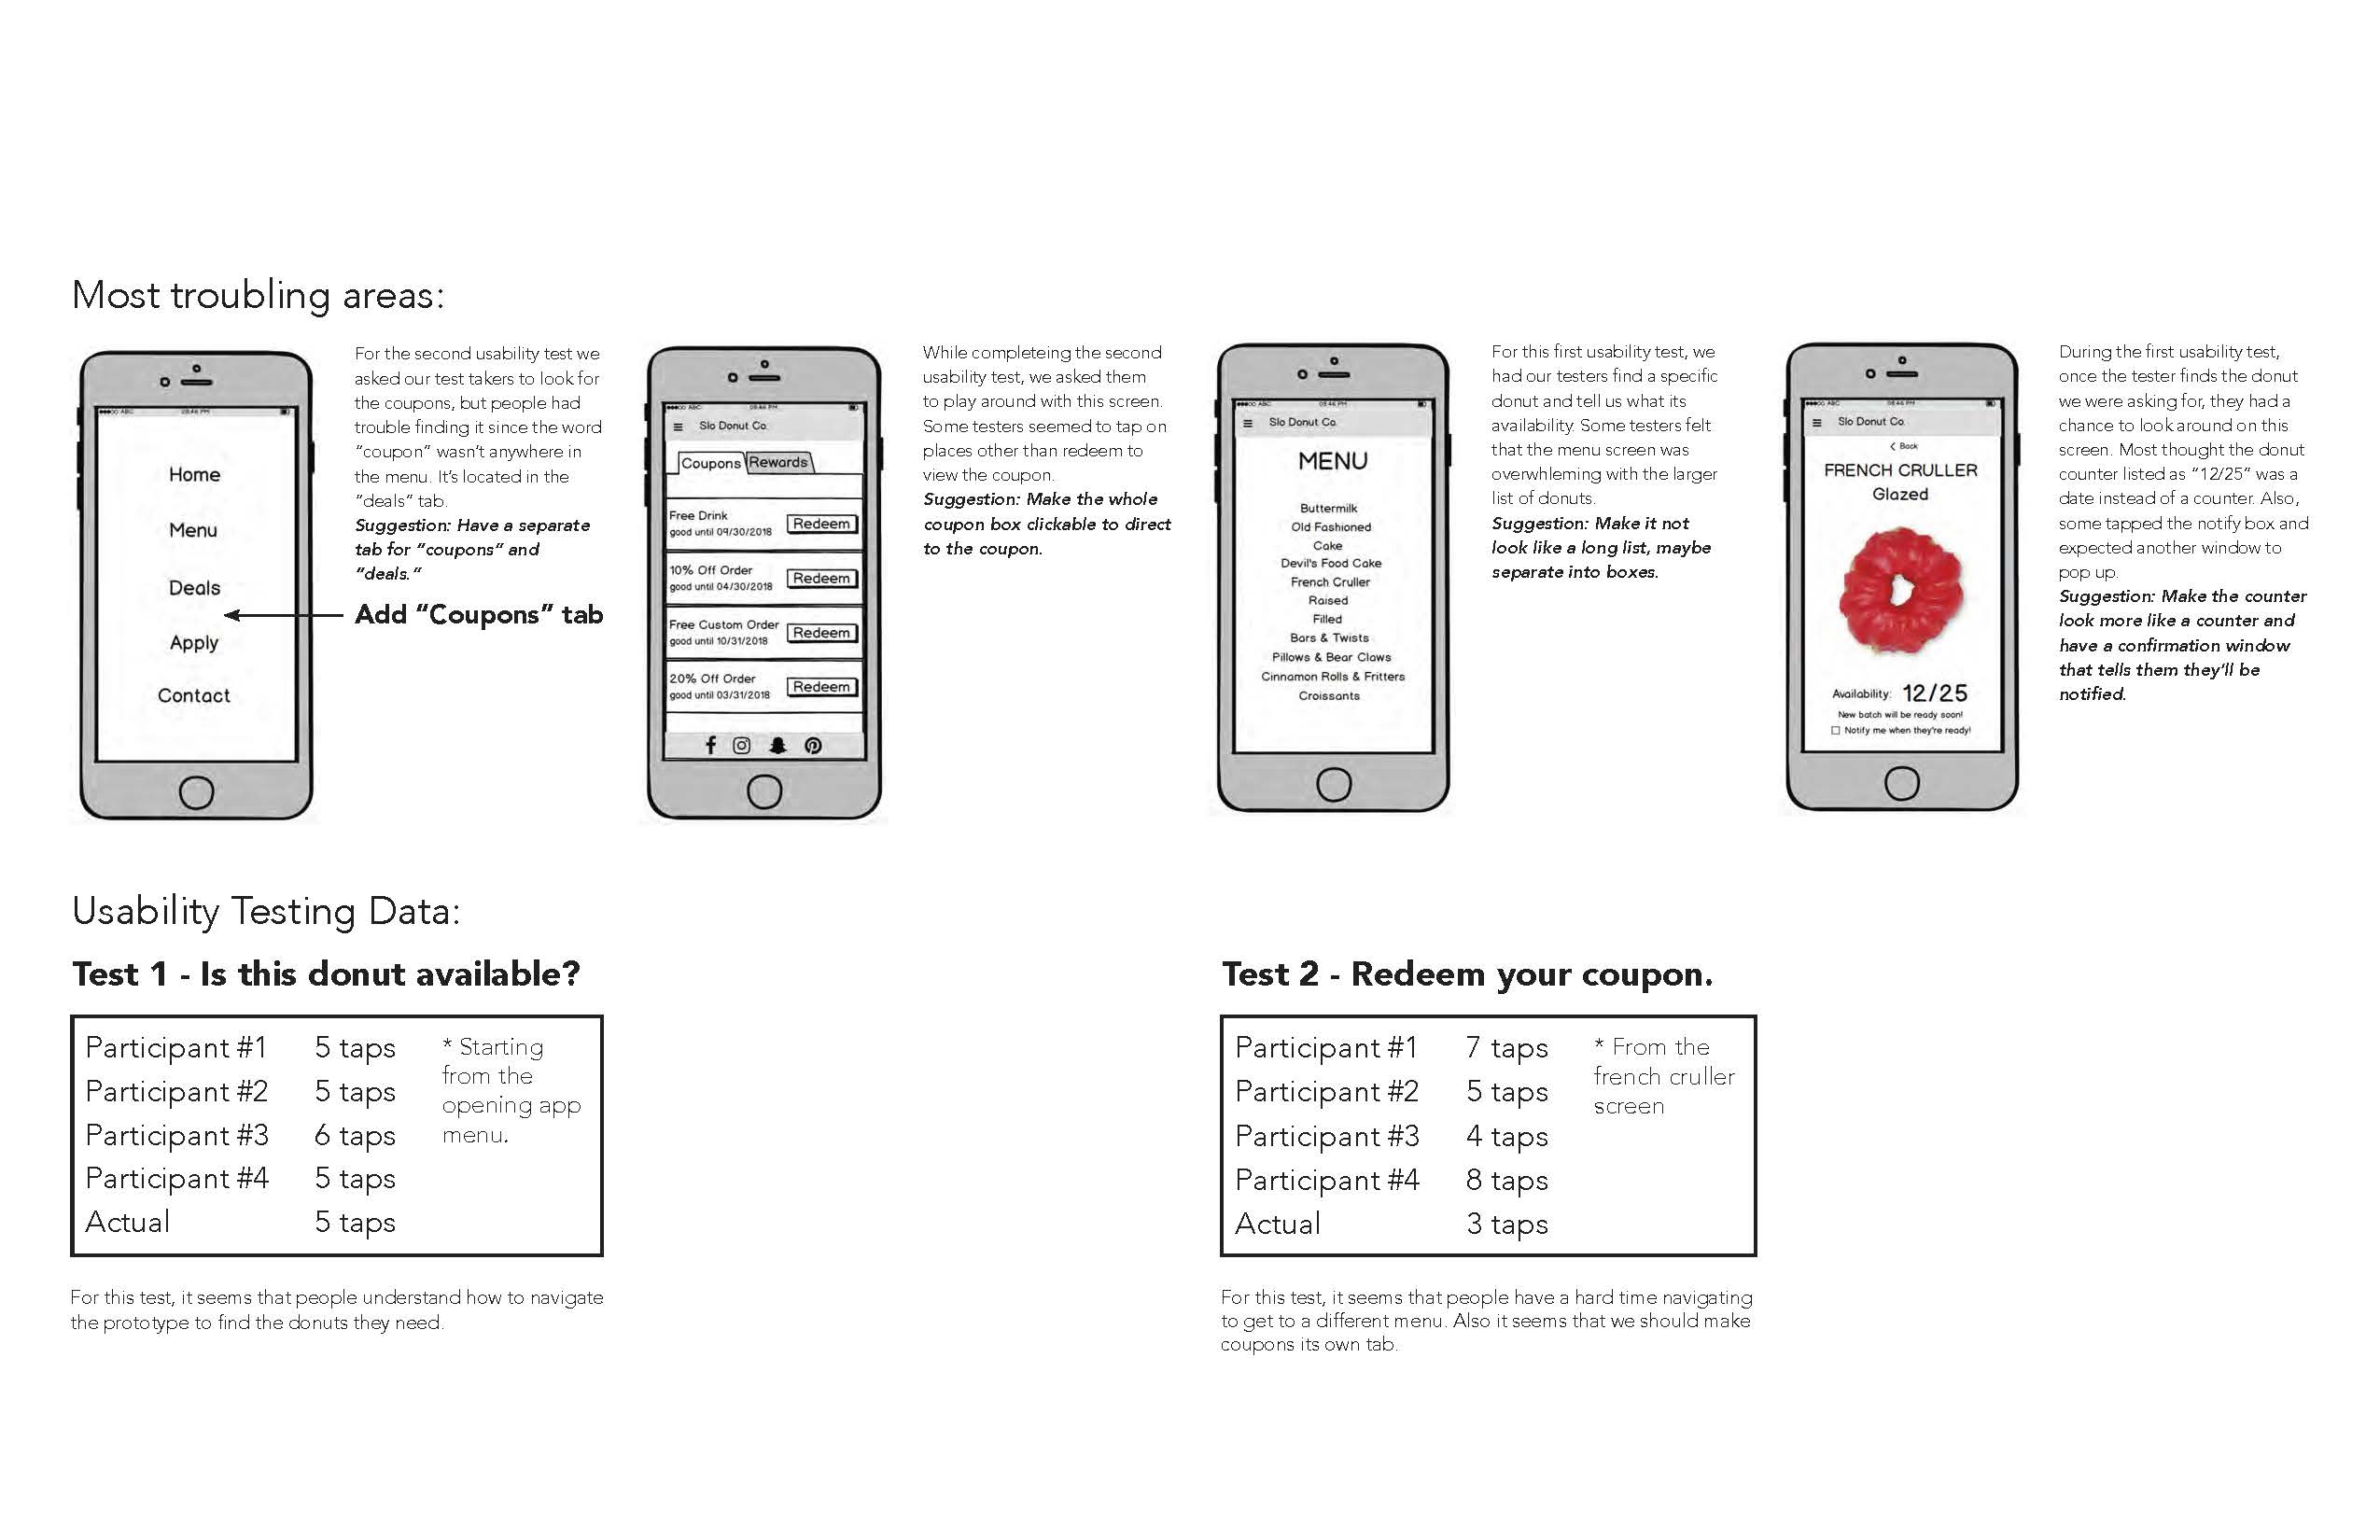 Most troubling areas:
●●●○○ ABC 08:46 PM
Home
Menu
Deals
Apply
Contact
For the second usability test we
asked our test takers to look for
the coupons, but people had
trouble finding it since the word
“coupon” wasn’t anywhere in
the menu. It’s located in the
“deals” tab.
Suggestion: Have a separate
tab for “coupons” and
“deals.”
Add “Coupons” tab
●●●○○ ABC 08:46 PM
Slo Donut Co.
Coupons Rewards
Free Drink
good until 09/30/2018 Redeem
10% Off Order
good until 04/30/2018 Redeem
Free Custom Order
good until 10/31/2018 Redeem
20% Off Order
good until 03/31/2018 Redeem
While completeing the second
usability test, we asked them
to play around with this screen.
Some testers seemed to tap on
places other than redeem to
view the coupon.
Suggestion: Make the whole
coupon box clickable to direct
to the coupon.
●●●○○ ABC 08:46 PM
Slo Donut Co.
MENU
Buttermilk
Old Fashioned
Cake
Devil's Food Cake
French Cruller
Raised
Filled
Bars & Twists
Pillows & Bear Claws
Cinnamon Rolls & Fritters
Croissants
For this first usability test, we
had our testers find a specific
donut and tell us what its
availability. Some testers felt
that the menu screen was
overwhleming with the larger
list of donuts.
Suggestion: Make it not
look like a long list, maybe
separate into boxes.
●●●○○ ABC 08:46 PM
Slo Donut Co.
< Back
FRENCH CRULLER
Glazed
Availability: 12/25
New batch will be ready soon!
Notify me when they're ready!
During the first usability test,
once the tester finds the donut
we were asking for, they had a
chance to look around on this
screen. Most thought the donut
counter listed as “12/25” was a
date instead of a counter. Also,
some tapped the notify box and
expected another window to
pop up.
Suggestion: Make the counter
look more like a counter and
have a confirmation window
that tells them they’ll be
notified.
Usability Testing Data:
Test 1 - Is this donut available?
Participant #1 5 taps
Participant #2 5 taps
Participant #3 6 taps
Participant #4 5 taps
Actual 5 taps
* Starting
from the
opening app
menu.
For this test, it seems that people understand how to navigate
the prototype to find the donuts they need.
Test 2 - Redeem your coupon.
Participant #1 7 taps
Participant #2 5 taps
Participant #3 4 taps
Participant #4 8 taps
Actual 3 taps
* From the
french cruller
screen
For this test, it seems that people have a hard time navigating
to get to a different menu. Also it seems that we should make
coupons its own tab.